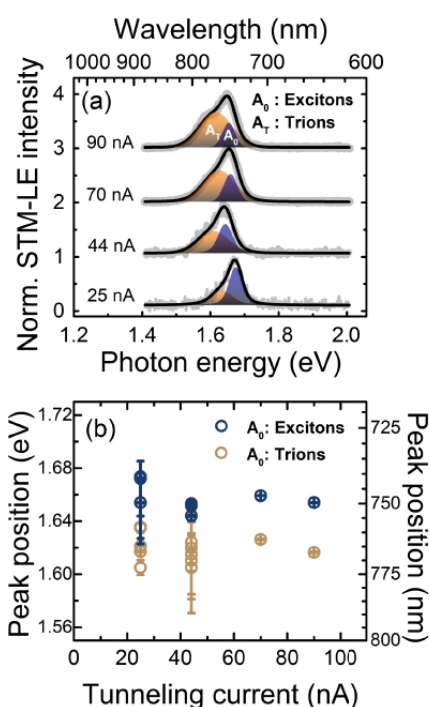 Wavelength (nm)
1000 900 800 700 600
(a)
A0 : Excitons
AT : Trions
Norm. STM-LE intensity
4
3
2
1
0
90 nA
AT A0
70 nA
44 nA
25 nA
1.2 1.4 1.6 1.8 2.0
Photon energy (eV)
(b)
A0: Excitons
A0: Trions
Peak position (eV)
1.72
1.68
1.64
1.60
1.56
Peak position (nm)
725
750
775
800
0 20 40 60 80 100
Tunneling current (nA)